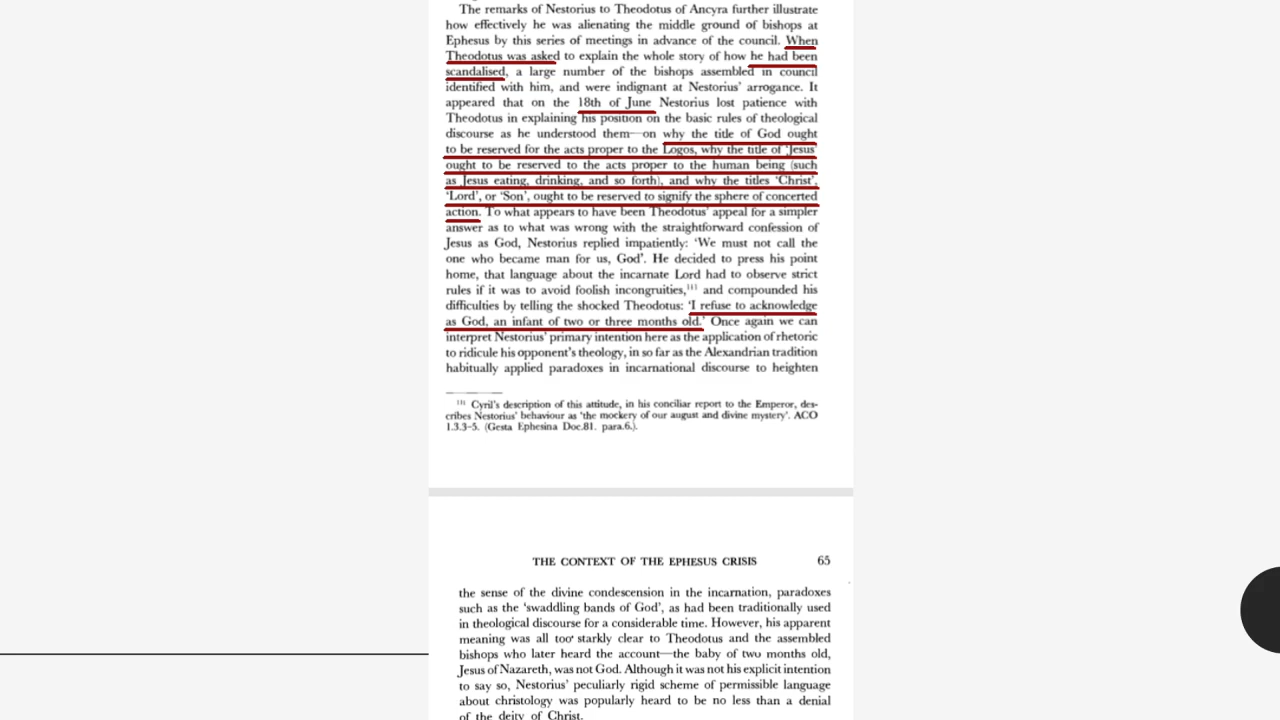 The remarks of Nestorius to Theodotus of Ancyra further illustrate
how effectively he was alienating the middle ground of bishops at
Ephesus by this series of meetings in advance of the council. When
Theodotus was asked to explain the whole story of how he had been
scandalised, a large number of the bishops assembled in council
identified with him, and were indignant at Nestorius' arrogance. It
appeared that on the 18th of June Nestorius lost patience with
Theodotus in explaining his position on the basic rules of theological
discourse as he understood them—on why the title of God ought
to be reserved for the acts proper to the Logos, why the title of 'Jesus'
ought to be reserved to the acts proper to the human being (such
as Jesus eating, drinking, and so forth), and why the titles 'Christ',
'Lord', or 'Son', ought to be reserved to signify the sphere of concerted
action. To what appears to have been Theodotus' appeal for a simpler
answer as to what was wrong with the straightforward confession of
Jesus as God, Nestorius replied impatiently: 'We must not call the
one who became man for us, God'. He decided to press his point
home, that language about the incarnate Lord had to observe strict
rules if it was to avoid foolish incongruities,¹¹¹ and compounded his
difficulties by telling the shocked Theodotus: 'I refuse to acknowledge
as God, an infant of two or three months old.' Once again we can
interpret Nestorius' primary intention here as the application of rhetoric
to ridicule his opponent's theology, in so far as the Alexandrian tradition
habitually applied paradoxes in incarnational discourse to heighten
¹¹¹ Cyril's description of this attitude, in his conciliar report to the Emperor, des-
cribes Nestorius' behaviour as 'the mockery of our august and divine mystery'. ACO
1.3.3-5. (Gesta Ephesina Doc.81. para.6.).
THE CONTEXT OF THE EPHESUS CRISIS 65
the sense of the divine condescension in the incarnation, paradoxes
such as the 'swaddling bands of God', as had been traditionally used
in theological discourse for a considerable time. However, his apparent
meaning was all too starkly clear to Theodotus and the assembled
bishops who later heard the account—the baby of two months old,
Jesus of Nazareth, was not God. Although it was not his explicit intention
to say so, Nestorius' peculiarly rigid scheme of permissible language
about christology was popularly heard to be no less than a denial
of the deity of Christ.